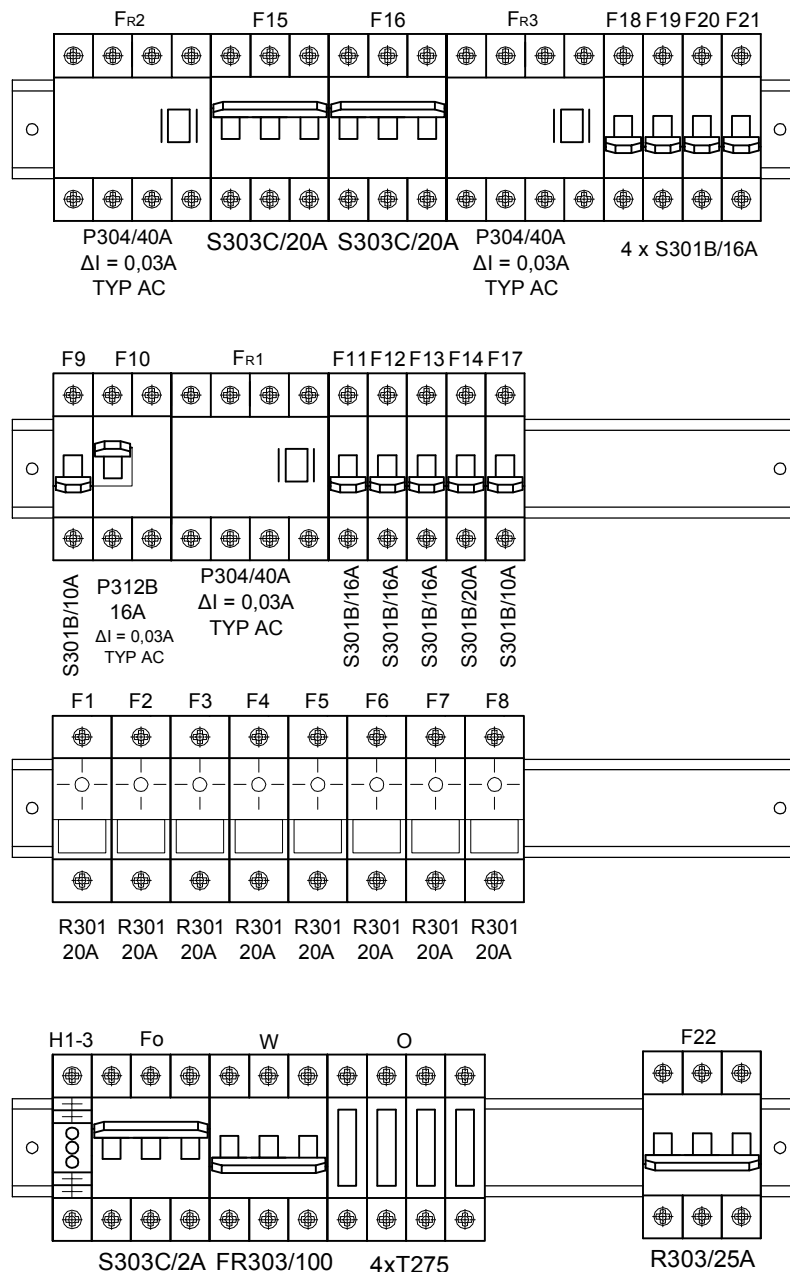 FR2 F15 F16 FR3 F18 F19 F20 F21
P304/40A S303C/20A S303C/20A P304/40A 4 x S301B/16A
ΔI = 0,03A ΔI = 0,03A
TYP AC TYP AC
F9 F10 FR1 F11 F12 F13 F14 F17
S301B/10A P312B P304/40A S301B/16A S301B/16A S301B/16A S301B/20A S301B/10A
16A ΔI = 0,03A
ΔI = 0,03A TYP AC
TYP AC
F1 F2 F3 F4 F5 F6 F7 F8
R301 R301 R301 R301 R301 R301 R301 R301
20A 20A 20A 20A 20A 20A 20A 20A
H1-3 Fo W O F22
S303C/2A FR303/100 4xT275 R303/25A